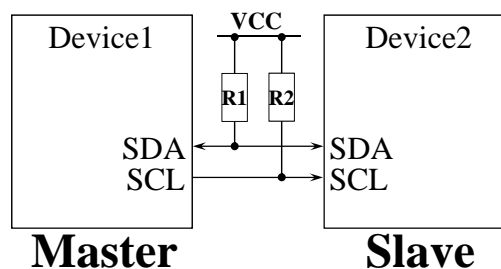 Device1
VCC
Device2
R1
R2
SDA
SDA
SCL
SCL
Master
Slave